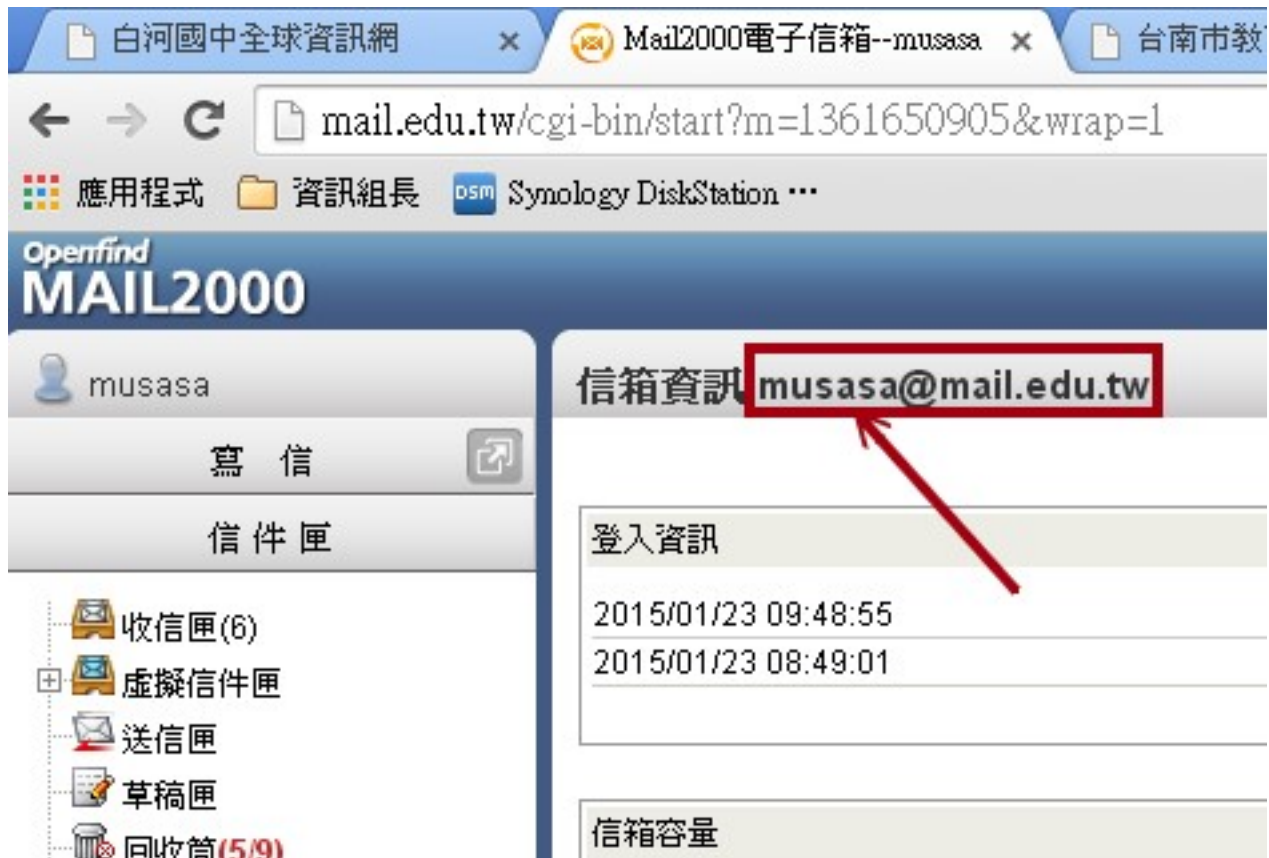 白河國中全球資訊網
Mail2000電子信箱--musasa
台南市教
mail.edu.tw/cgi-bin/start?m=1361650905&wrap=1
應用程式 資訊組長 DSM Synology DiskStation ⋯
Openfind
MAIL2000
musasa
信箱資訊 musasa@mail.edu.tw
寫 信
信件匣
登入資訊
2015/01/23 09:48:55
2015/01/23 08:49:01
收信匣(6)
虛擬信件匣
送信匣
草稿匣
回收筒(5/9)
信箱容量